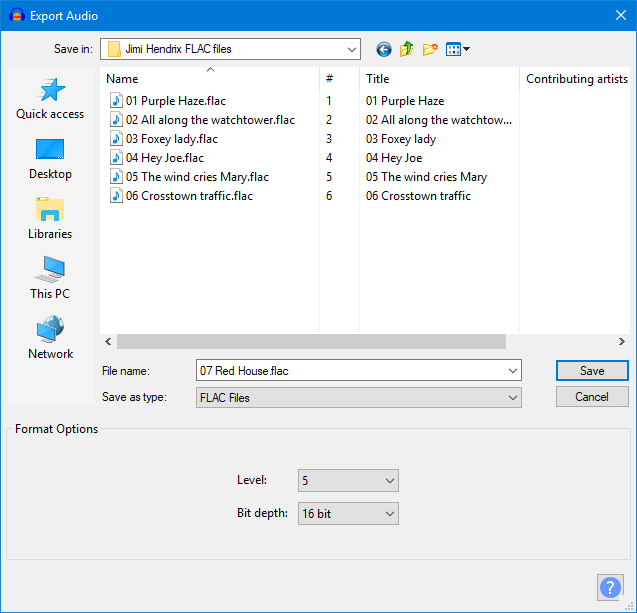 Export Audio
Save in: Jimi Hendrix FLAC files
Quick access
Desktop
Libraries
This PC
Network
Name # Title Contributing artists
01 Purple Haze.flac 1 01 Purple Haze
02 All along the watchtower.flac 2 02 All along the watchtow...
03 Foxey lady.flac 3 03 Foxey lady
04 Hey Joe.flac 4 04 Hey Joe
05 The wind cries Mary.flac 5 05 The wind cries Mary
06 Crosstown traffic.flac 6 06 Crosstown traffic
File name: 07 Red House.flac Save
Save as type: FLAC Files Cancel
Format Options
Level: 5
Bit depth: 16 bit
?